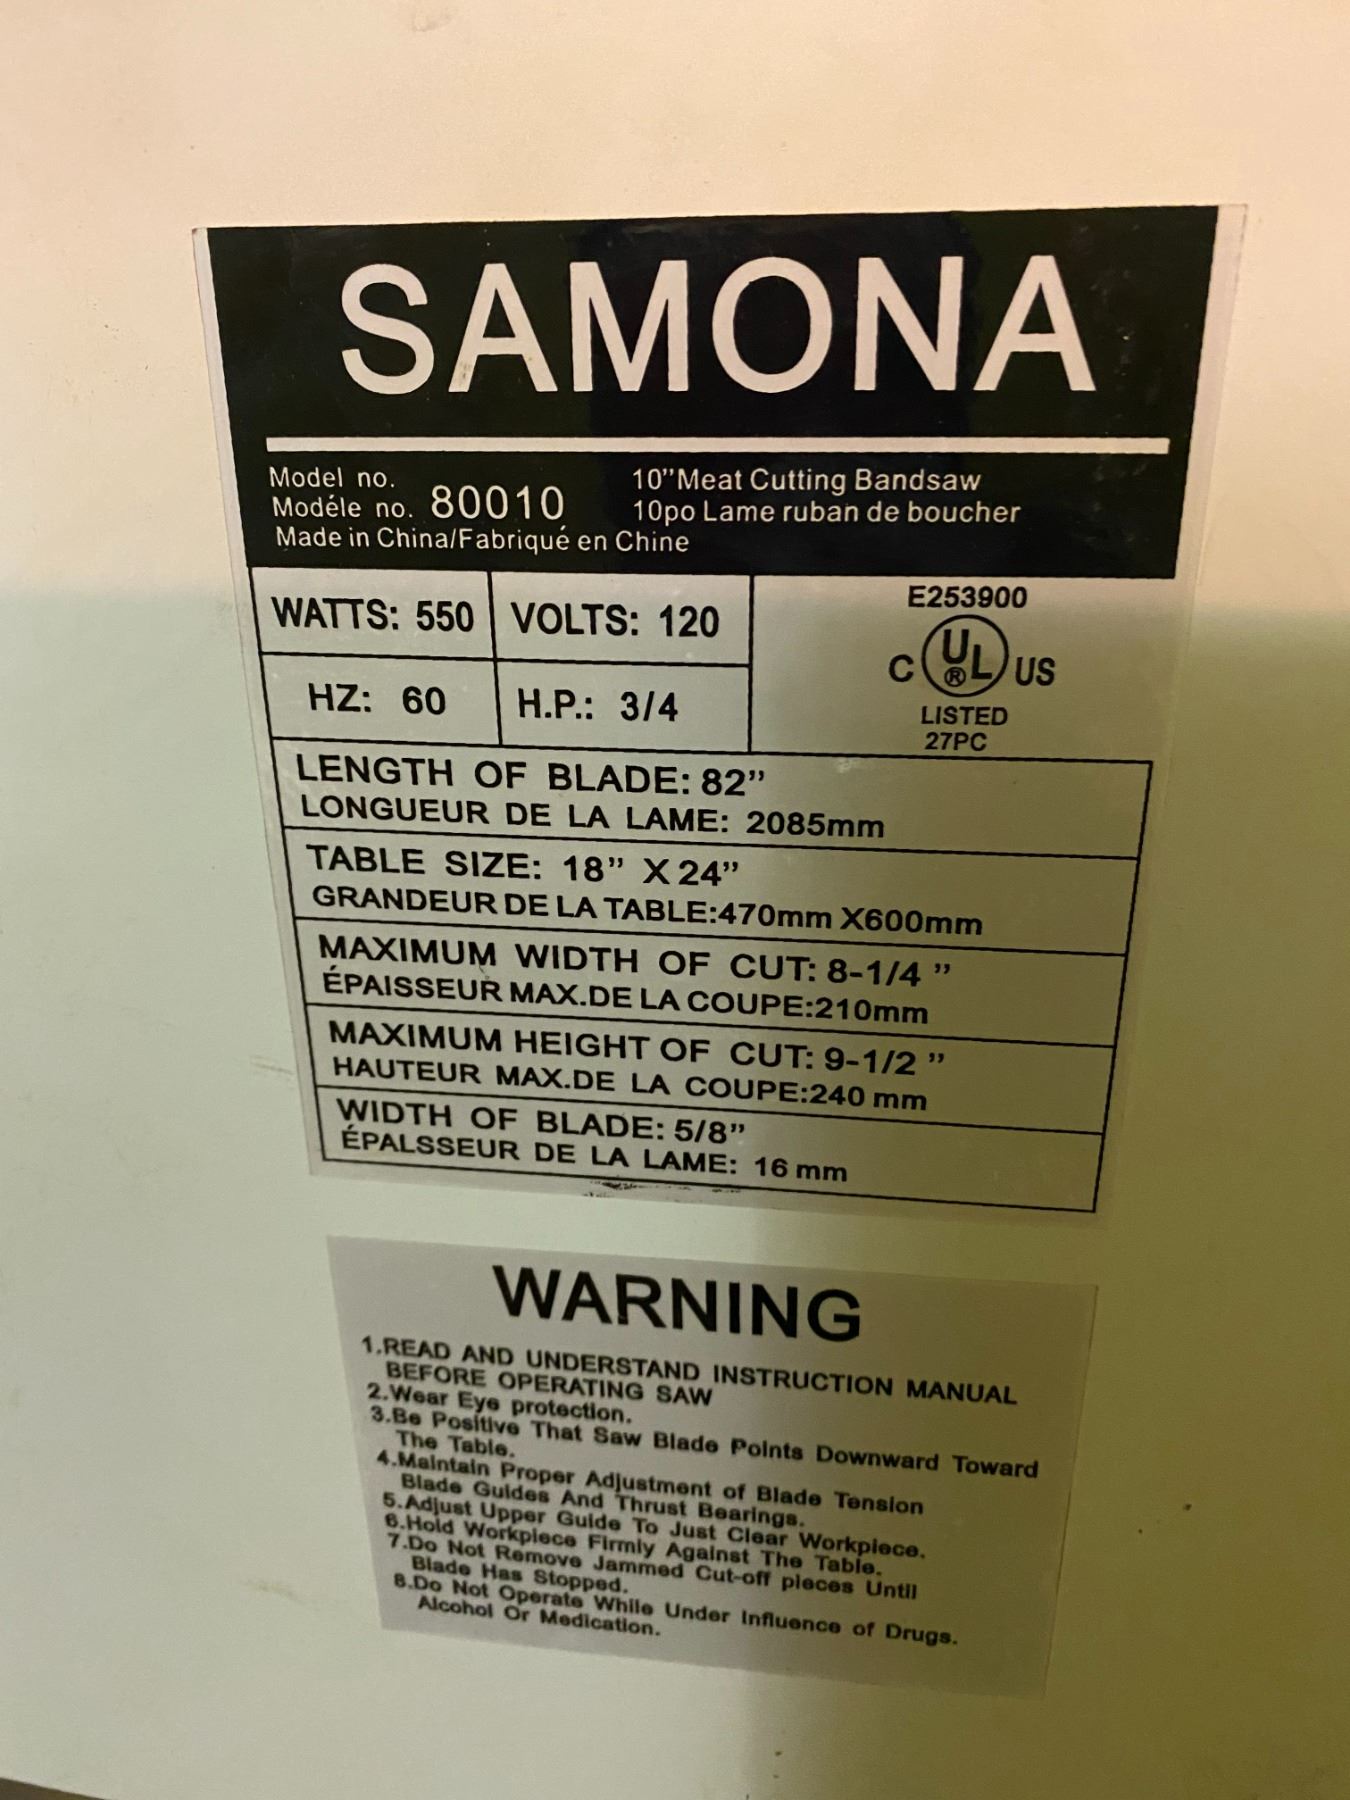 SAMONA
Model no.
Modéle no. 80010
10"Meat Cutting Bandsaw
10po Lame ruban de boucher
Made in China/Fabriqué en Chine
WATTS: 550
VOLTS: 120
HZ: 60
H.P.: 3/4
E253900
C UL® US
LISTED
27PC
LENGTH OF BLADE: 82"
LONGUEUR DE LA LAME: 2085mm
TABLE SIZE: 18" X 24"
GRANDEUR DE LA TABLE:470mm X600mm
MAXIMUM WIDTH OF CUT: 8-1/4 "
ÉPAISSEUR MAX.DE LA COUPE:210mm
MAXIMUM HEIGHT OF CUT: 9-1/2 "
HAUTEUR MAX.DE LA COUPE:240 mm
WIDTH OF BLADE: 5/8"
ÉPALSSEUR DE LA LAME: 16 mm
WARNING
1.READ AND UNDERSTAND INSTRUCTION MANUAL
BEFORE OPERATING SAW
2.Wear Eye protection.
3.Be Positive That Saw Blade Points Downward Toward
The Table.
4.Maintain Proper Adjustment of Blade Tension
Blade Guides And Thrust Bearings.
5.Adjust Upper Guide To Just Clear Workpiece.
6.Hold Workpiece Firmly Against The Table.
7.Do Not Remove Jammed Cut-off pieces Until
Blade Has Stopped.
8.Do Not Operate While Under Influence of Drugs.
Alcohol Or Medication.